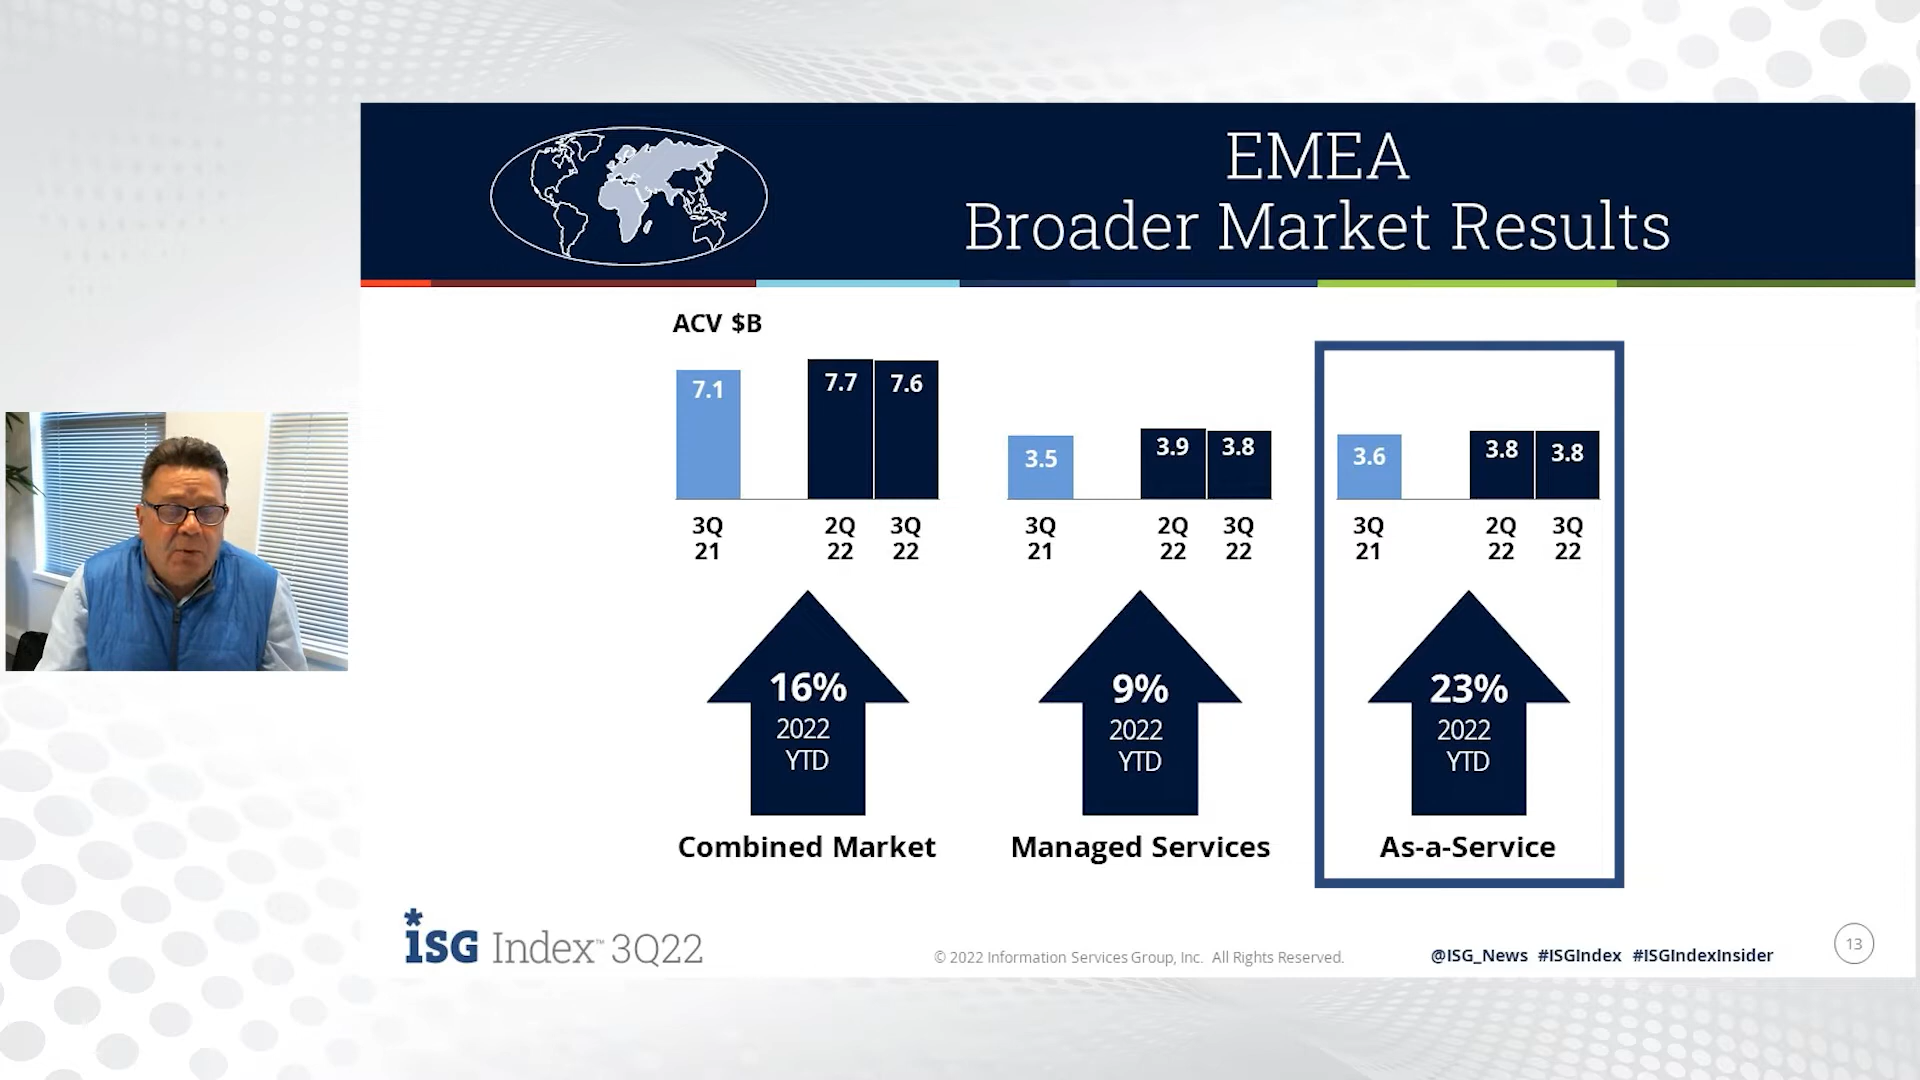 EMEA
Broader Market Results
ACV $B
7.1
7.7
7.6
3Q
21
2Q
22
3Q
22
3.5
3.9
3.8
3Q
21
2Q
22
3Q
22
3.6
3.8
3.8
3Q
21
2Q
22
3Q
22
16%
2022
YTD
Combined Market
9%
2022
YTD
Managed Services
23%
2022
YTD
As-a-Service
ISG Index™ 3Q22
© 2022 Information Services Group, Inc. All Rights Reserved.
@ISG_News #ISGIndex #ISGIndexInsider
13